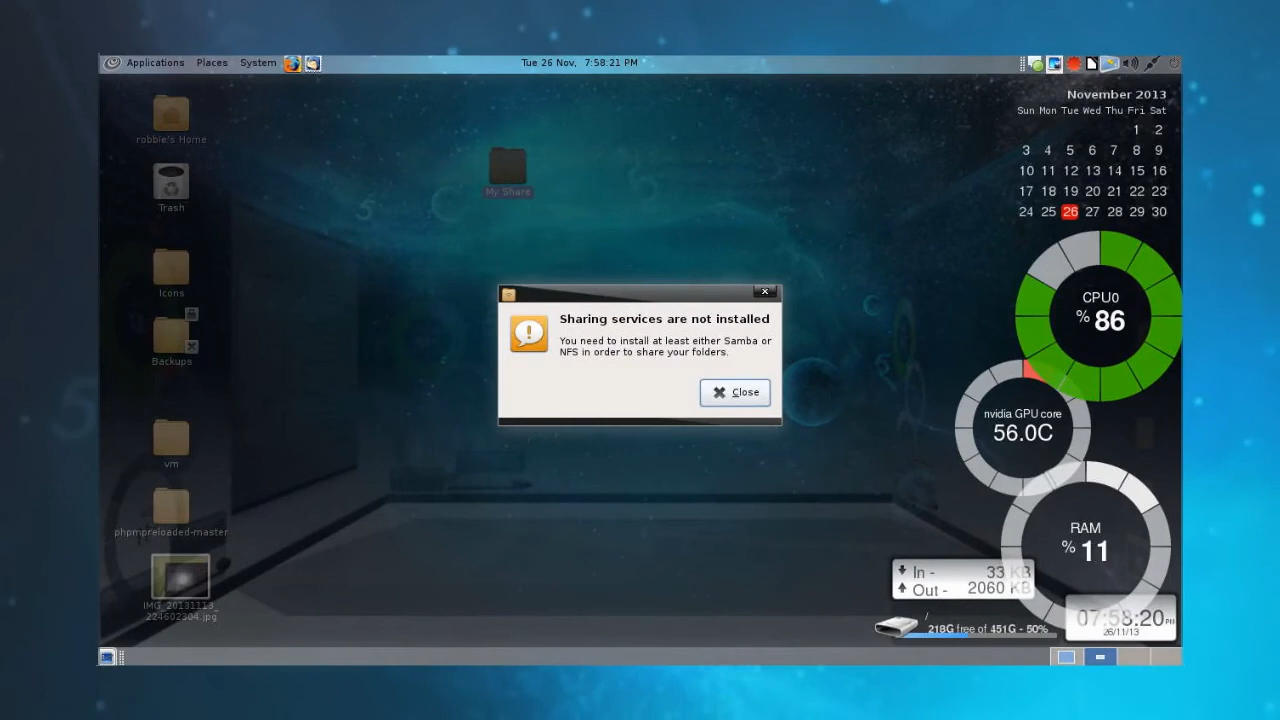 Applications Places System
Tue 26 Nov, 7:58:21 PM
robbie's Home
Trash
Icons
Backups
vm
phpmpreloaded-master
IMG_20131113_
224602304.jpg
My Share
Sharing services are not installed
You need to install at least either Samba or
NFS in order to share your folders.
Close
November 2013
Sun Mon Tue Wed Thu Fri Sat
1 2
3 4 5 6 7 8 9
10 11 12 13 14 15 16
17 18 19 20 21 22 23
24 25 26 27 28 29 30
CPU0
% 86
nvidia GPU core
56.0C
RAM
% 11
In - 33 KB
Out - 2060 KB
/
218G free of 451G - 50%
07:58:20 PM
26/11/13